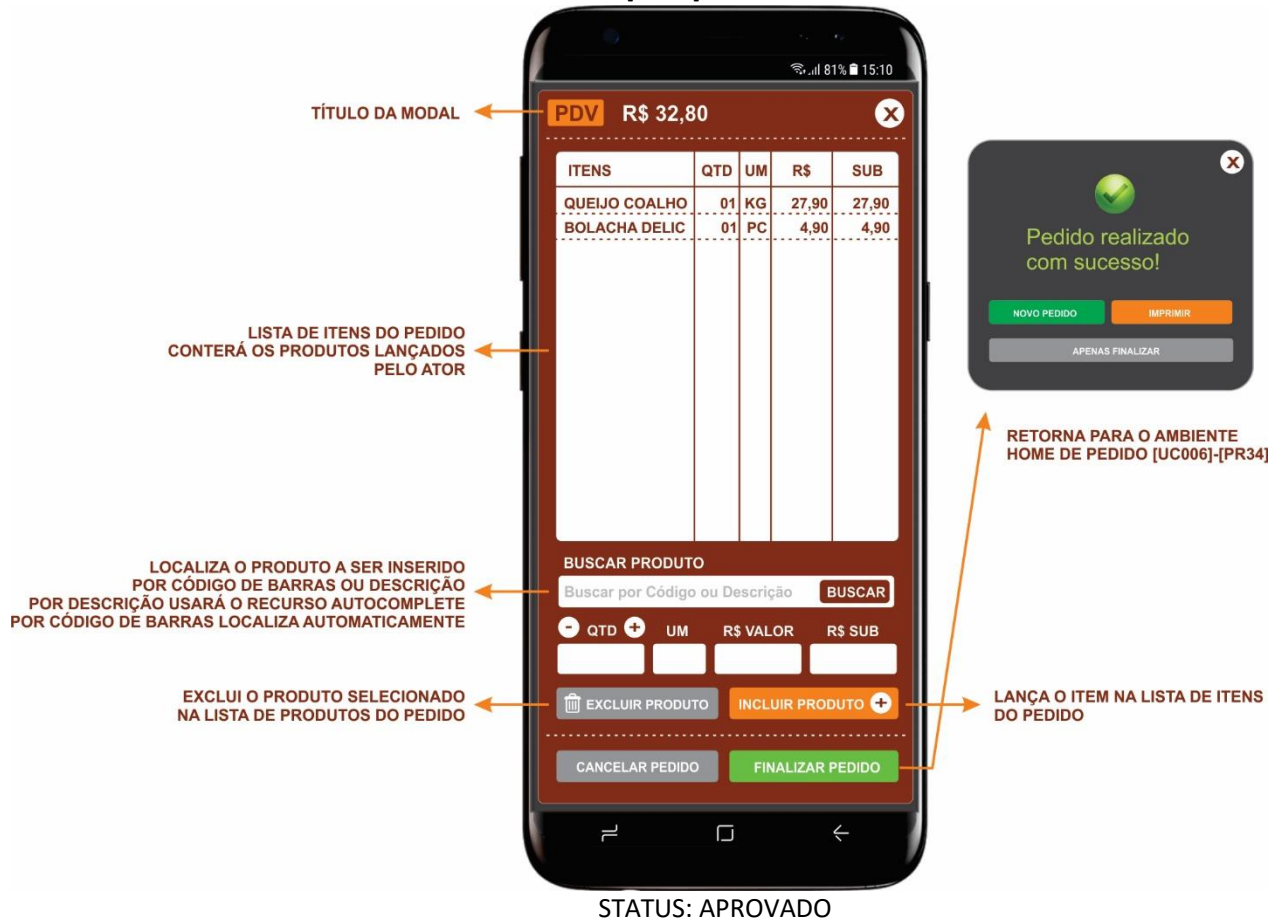 81% 15:10
TÍTULO DA MODAL
PDV R$ 32,80 X
ITENS QTD UM R$ SUB
QUEIJO COALHO 01 KG 27,90 27,90
BOLACHA DELIC 01 PC 4,90 4,90
LISTA DE ITENS DO PEDIDO
CONTERÁ OS PRODUTOS LANÇADOS
PELO ATOR
LOCALIZA O PRODUTO A SER INSERIDO
POR CÓDIGO DE BARRAS OU DESCRIÇÃO
POR DESCRIÇÃO USARÁ O RECURSO AUTOCOMPLETE
POR CÓDIGO DE BARRAS LOCALIZA AUTOMATICAMENTE
BUSCAR PRODUTO
Buscar por Código ou Descrição BUSCAR
- QTD + UM R$ VALOR R$ SUB
EXCLUI O PRODUTO SELECIONADO
NA LISTA DE PRODUTOS DO PEDIDO
EXCLUIR PRODUTO INCLUIR PRODUTO +
LANÇA O ITEM NA LISTA DE ITENS
DO PEDIDO
CANCELAR PEDIDO FINALIZAR PEDIDO
X
Pedido realizado
com sucesso!
NOVO PEDIDO IMPRIMIR
APENAS FINALIZAR
RETORNA PARA O AMBIENTE
HOME DE PEDIDO [UC006]-[PR34]
STATUS: APROVADO